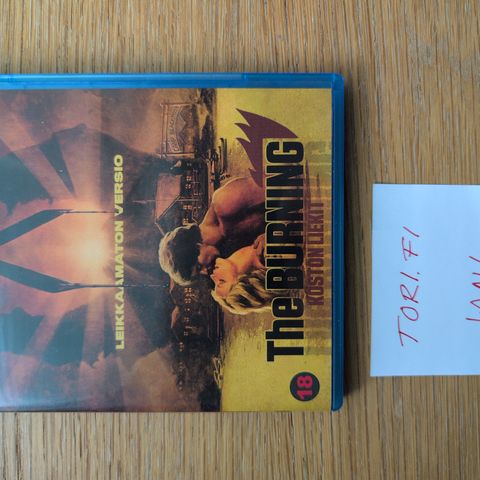 LEIKKAAMATON VERSIO
The BURNING
KOSTON LIEKIT
18
TORI.FI